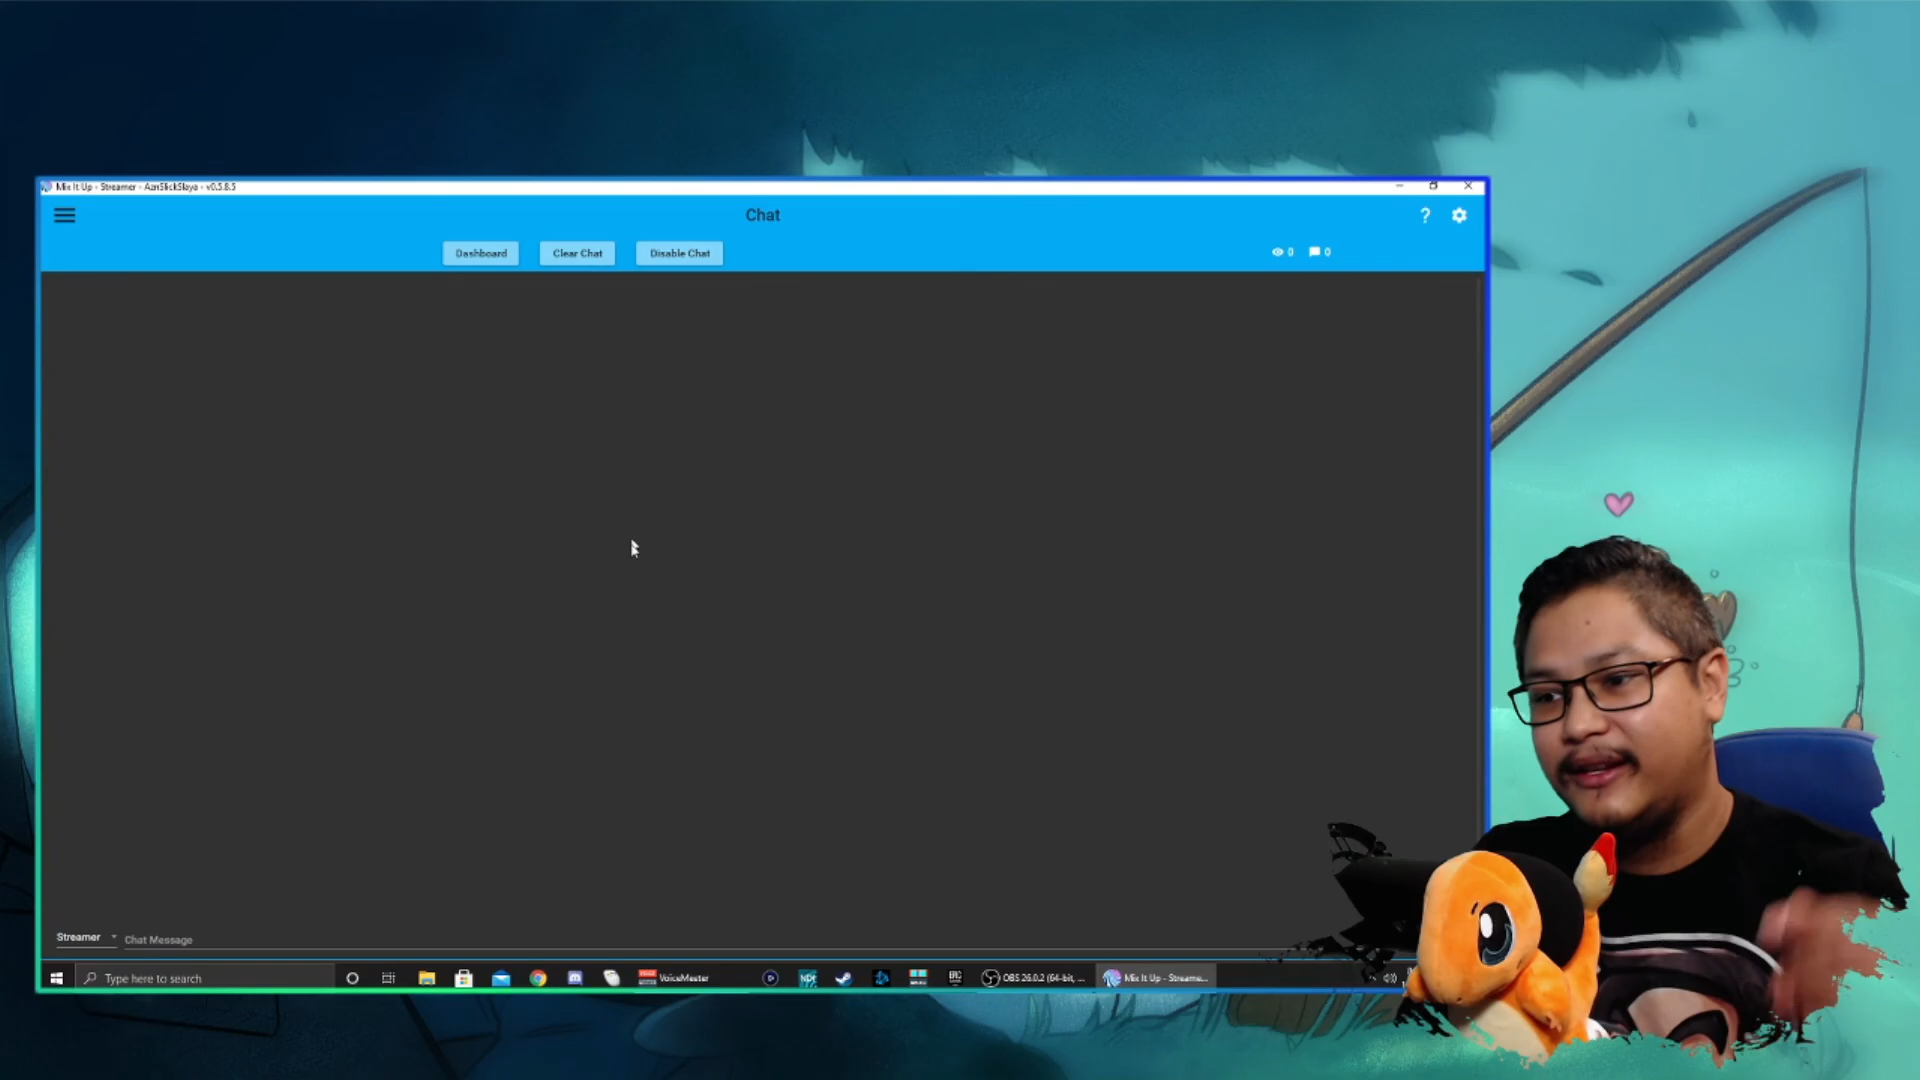 Mix It Up - Streamer - AznSlickSlaya - v0.5.8.5
Chat
?
Dashboard
Clear Chat
Disable Chat
0
0
Streamer
Chat Message
Type here to search
VoiceMeeter
OBS 26.0.2 (64-bit, ...
Mix It Up - Streame...